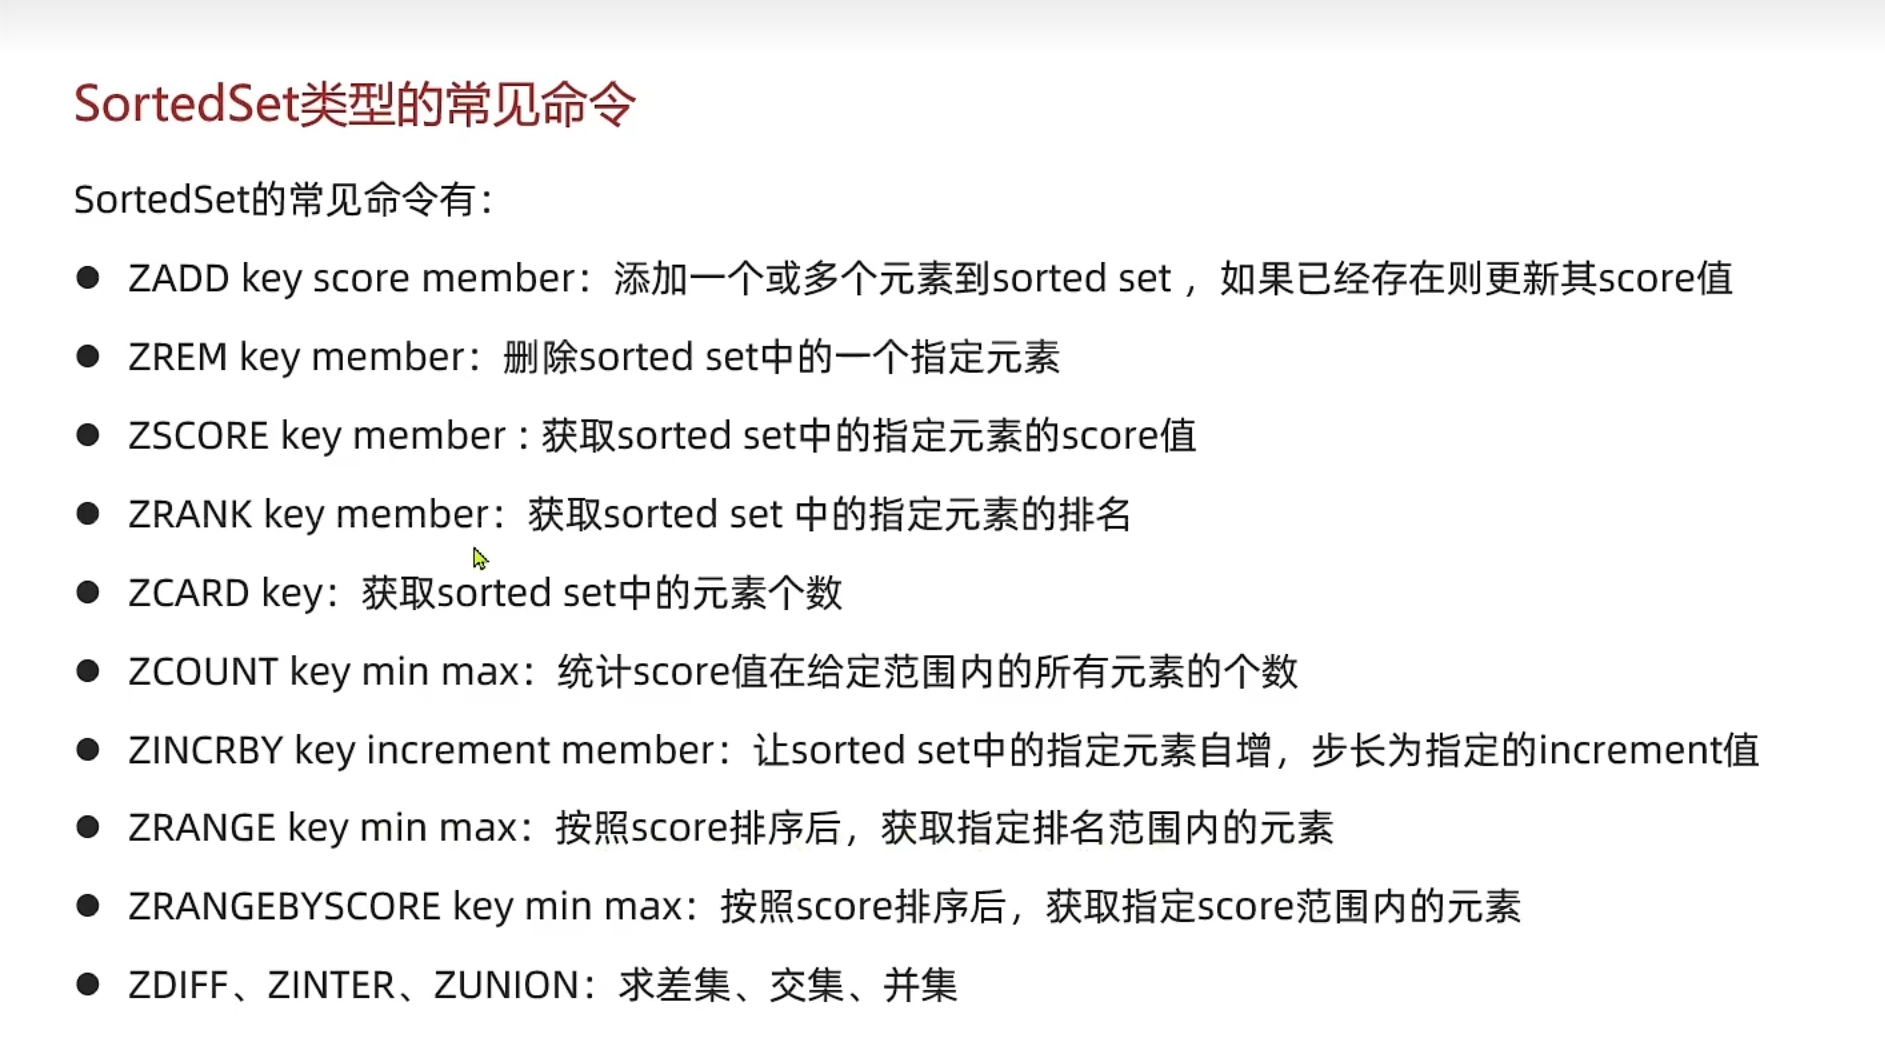 SortedSet类型的常见命令
SortedSet的常见命令有：
● ZADD key score member：添加一个或多个元素到sorted set ，如果已经存在则更新其score值
● ZREM key member：删除sorted set中的一个指定元素
● ZSCORE key member : 获取sorted set中的指定元素的score值
● ZRANK key member：获取sorted set 中的指定元素的排名
● ZCARD key：获取sorted set中的元素个数
● ZCOUNT key min max：统计score值在给定范围内的所有元素的个数
● ZINCRBY key increment member：让sorted set中的指定元素自增，步长为指定的increment值
● ZRANGE key min max：按照score排序后，获取指定排名范围内的元素
● ZRANGEBYSCORE key min max：按照score排序后，获取指定score范围内的元素
● ZDIFF、ZINTER、ZUNION：求差集、交集、并集